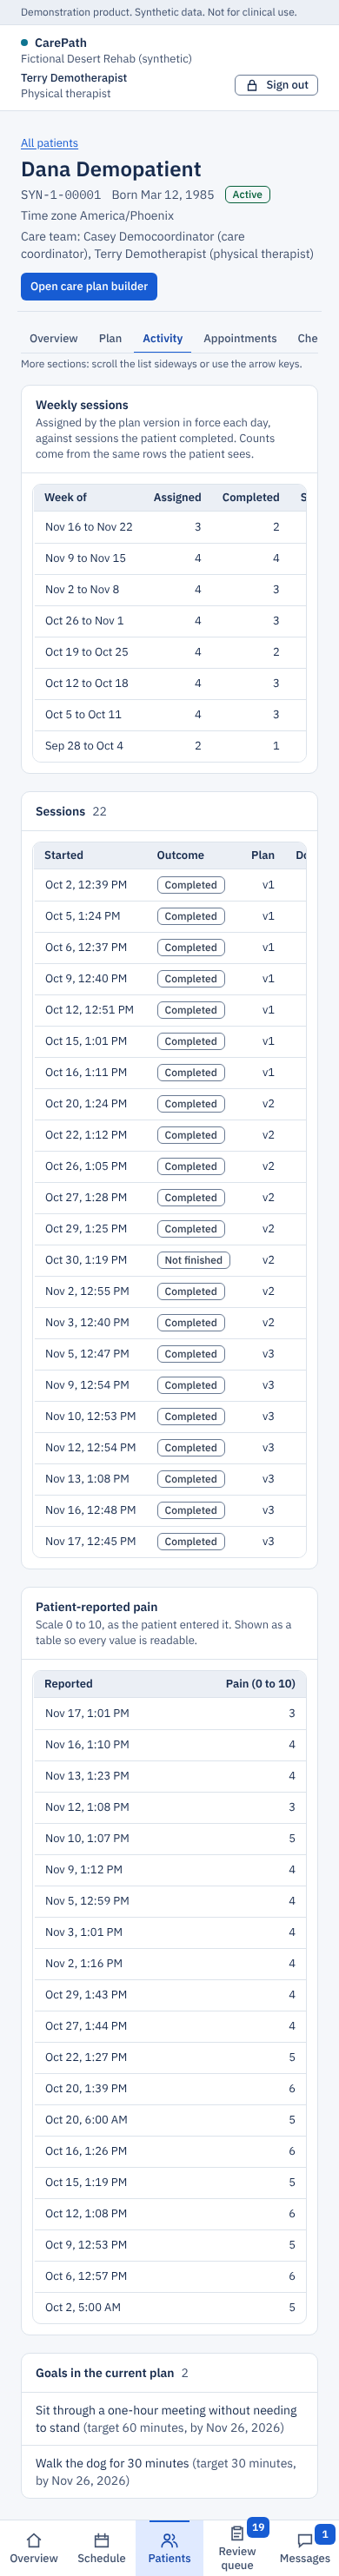 Demonstration product. Synthetic data. Not for clinical use.
CarePath
Fictional Desert Rehab (synthetic)
Terry Demotherapist
Physical therapist
Sign out
All patients
Dana Demopatient
SYN-1-00001 Born Mar 12, 1985 Active
Time zone America/Phoenix
Care team: Casey Democoordinator (care
coordinator), Terry Demotherapist (physical therapist)
Open care plan builder
Overview Plan Activity Appointments Che
More sections: scroll the list sideways or use the arrow keys.
Weekly sessions
Assigned by the plan version in force each day,
against sessions the patient completed. Counts
come from the same rows the patient sees.
Week of Assigned Completed S
Nov 16 to Nov 22 3 2
Nov 9 to Nov 15 4 4
Nov 2 to Nov 8 4 3
Oct 26 to Nov 1 4 3
Oct 19 to Oct 25 4 2
Oct 12 to Oct 18 4 3
Oct 5 to Oct 11 4 3
Sep 28 to Oct 4 2 1
Sessions 22
Started Outcome Plan Do
Oct 2, 12:39 PM Completed v1
Oct 5, 1:24 PM Completed v1
Oct 6, 12:37 PM Completed v1
Oct 9, 12:40 PM Completed v1
Oct 12, 12:51 PM Completed v1
Oct 15, 1:01 PM Completed v1
Oct 16, 1:11 PM Completed v1
Oct 20, 1:24 PM Completed v2
Oct 22, 1:12 PM Completed v2
Oct 26, 1:05 PM Completed v2
Oct 27, 1:28 PM Completed v2
Oct 29, 1:25 PM Completed v2
Oct 30, 1:19 PM Not finished v2
Nov 2, 12:55 PM Completed v2
Nov 3, 12:40 PM Completed v2
Nov 5, 12:47 PM Completed v3
Nov 9, 12:54 PM Completed v3
Nov 10, 12:53 PM Completed v3
Nov 12, 12:54 PM Completed v3
Nov 13, 1:08 PM Completed v3
Nov 16, 12:48 PM Completed v3
Nov 17, 12:45 PM Completed v3
Patient-reported pain
Scale 0 to 10, as the patient entered it. Shown as a
table so every value is readable.
Reported Pain (0 to 10)
Nov 17, 1:01 PM 3
Nov 16, 1:10 PM 4
Nov 13, 1:23 PM 4
Nov 12, 1:08 PM 3
Nov 10, 1:07 PM 5
Nov 9, 1:12 PM 4
Nov 5, 12:59 PM 4
Nov 3, 1:01 PM 4
Nov 2, 1:16 PM 4
Oct 29, 1:43 PM 4
Oct 27, 1:44 PM 4
Oct 22, 1:27 PM 5
Oct 20, 1:39 PM 6
Oct 20, 6:00 AM 5
Oct 16, 1:26 PM 6
Oct 15, 1:19 PM 5
Oct 12, 1:08 PM 6
Oct 9, 12:53 PM 5
Oct 6, 12:57 PM 6
Oct 2, 5:00 AM 5
Goals in the current plan 2
Sit through a one-hour meeting without needing
to stand (target 60 minutes, by Nov 26, 2026)
Walk the dog for 30 minutes (target 30 minutes,
by Nov 26, 2026)
Overview
Schedule
Patients
19
Review
queue
1
Messages